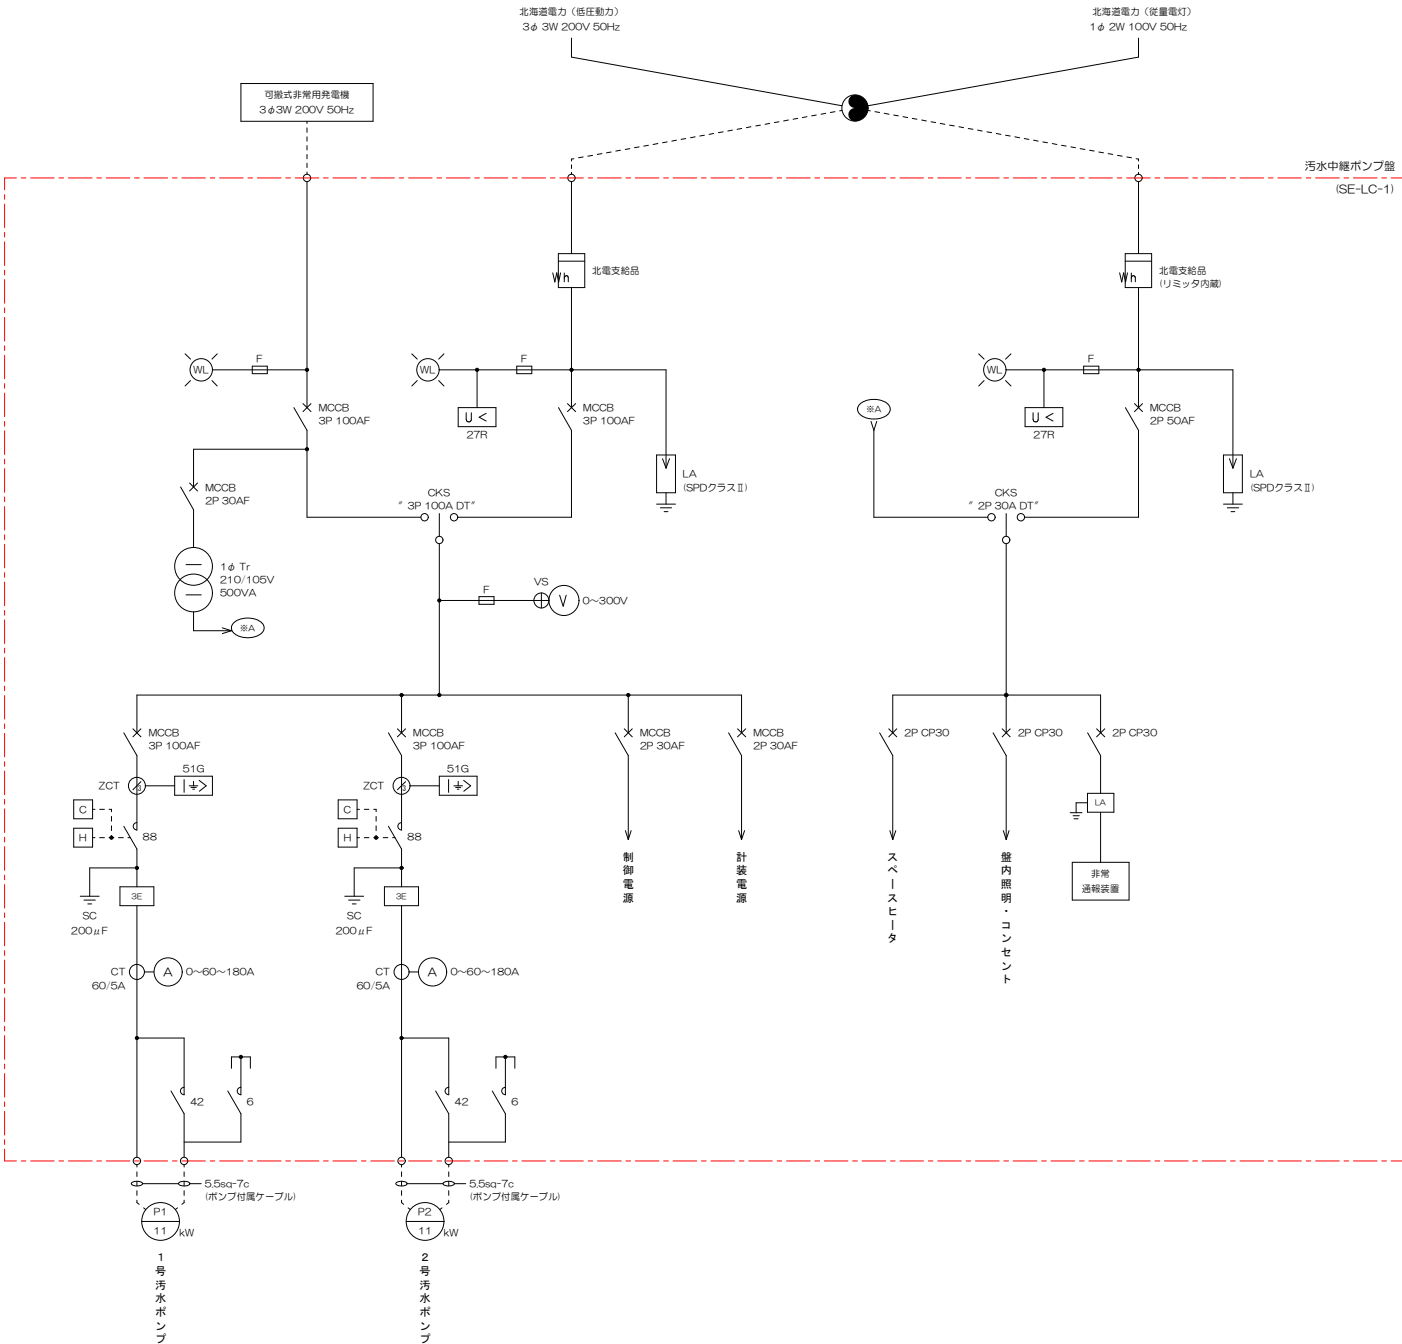 北海道電力（低圧動力）
3φ 3W 200V 50Hz
北海道電力（従量電灯）
1φ 2W 100V 50Hz
可搬式非常用発電機
3φ3W 200V 50Hz
汚水中継ポンプ盤
(SE-LC-1)
Wh
北電支給品
Wh
北電支給品
(リミッタ内蔵)
WL
F
WL
F
WL
F
MCCB
3P 100AF
U <
27R
MCCB
3P 100AF
※A
U <
27R
MCCB
2P 50AF
LA
(SPDクラスⅡ)
LA
(SPDクラスⅡ)
MCCB
2P 30AF
CKS
" 3P 100A DT"
CKS
" 2P 30A DT"
1φ Tr
210/105V
500VA
※A
F
VS
V
0～300V
MCCB
3P 100AF
MCCB
3P 100AF
MCCB
2P 30AF
MCCB
2P 30AF
2P CP30
2P CP30
2P CP30
ZCT
3
51G
I
>
ZCT
3
51G
I
>
C
H
88
C
H
88
LA
制御電源
計装電源
スペースヒータ
盤内照明・コンセント
非常
通報装置
SC
200μF
3E
SC
200μF
3E
CT
60/5A
A
0～60～180A
CT
60/5A
A
0～60～180A
42
6
42
6
5.5sq-7c
(ポンプ付属ケーブル)
5.5sq-7c
(ポンプ付属ケーブル)
P1
11
kW
P2
11
kW
1号汚水ポンプ
2号汚水ポンプ